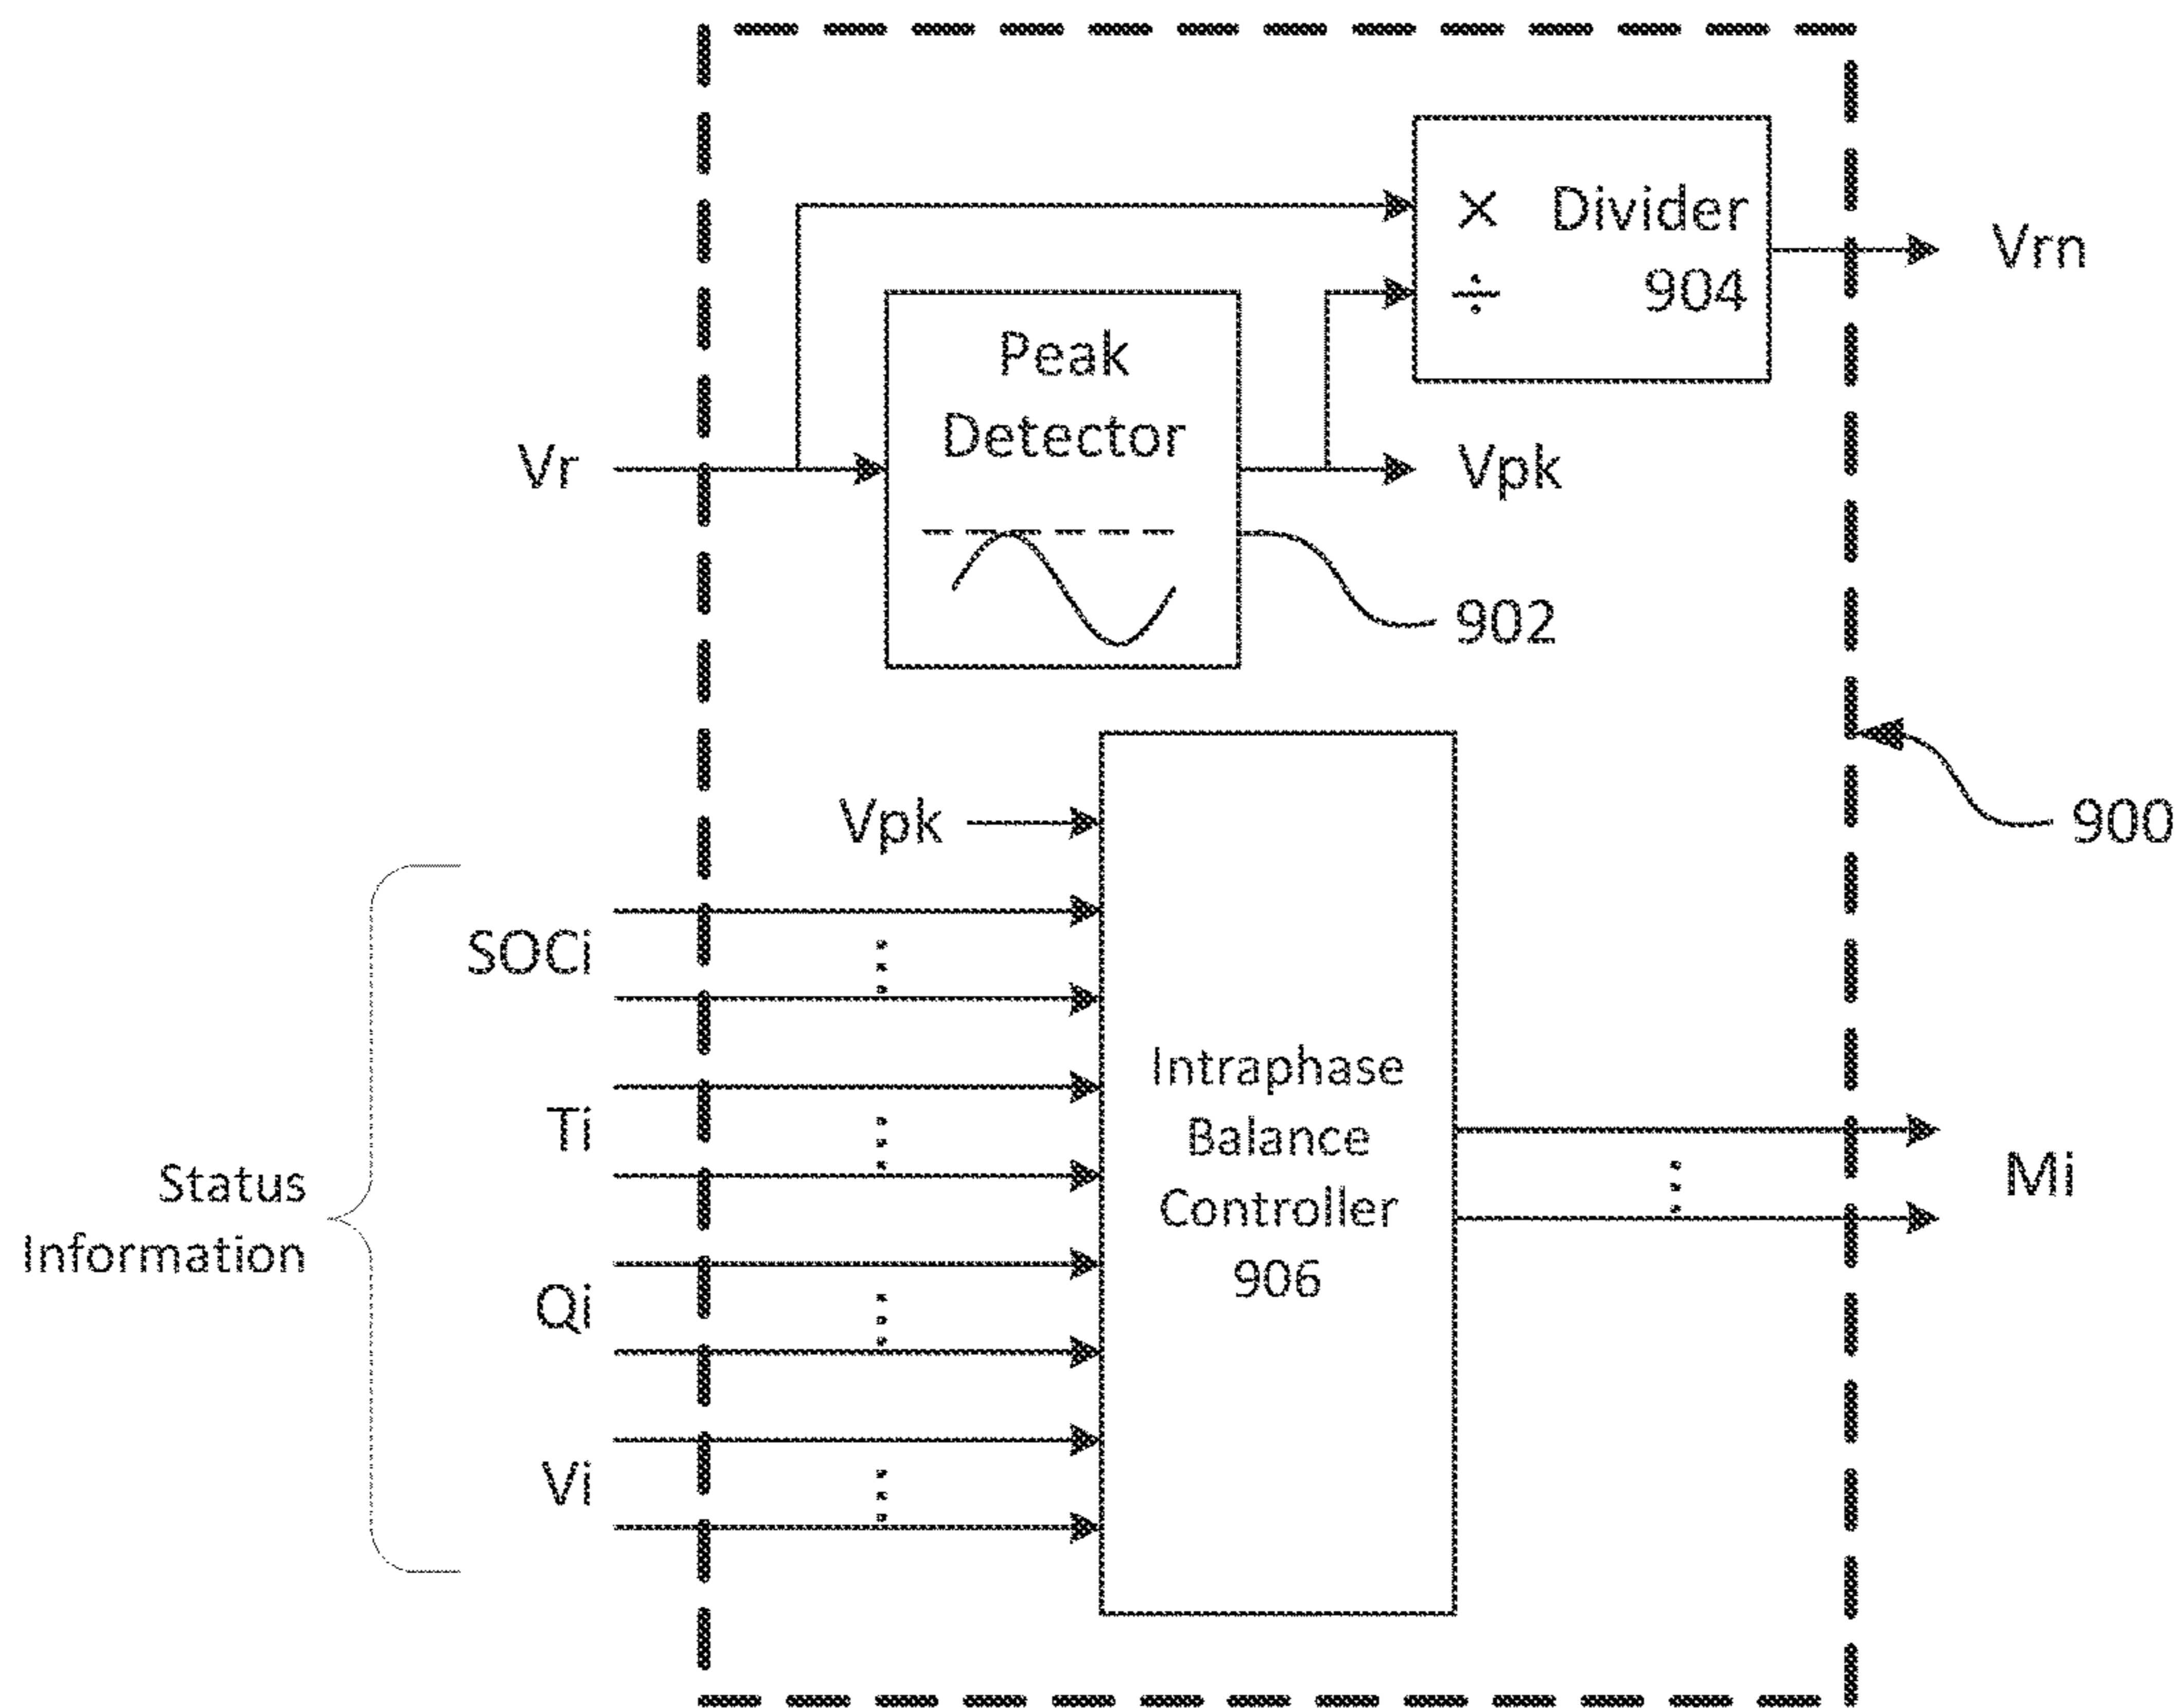 × Divider
÷ 904
Vrn
Peak
Detector
Vr
Vpk
902
900
Vpk
SOCi
Ti
Qi
Vi
Status
Information
Intraphase
Balance
Controller
906
Mi